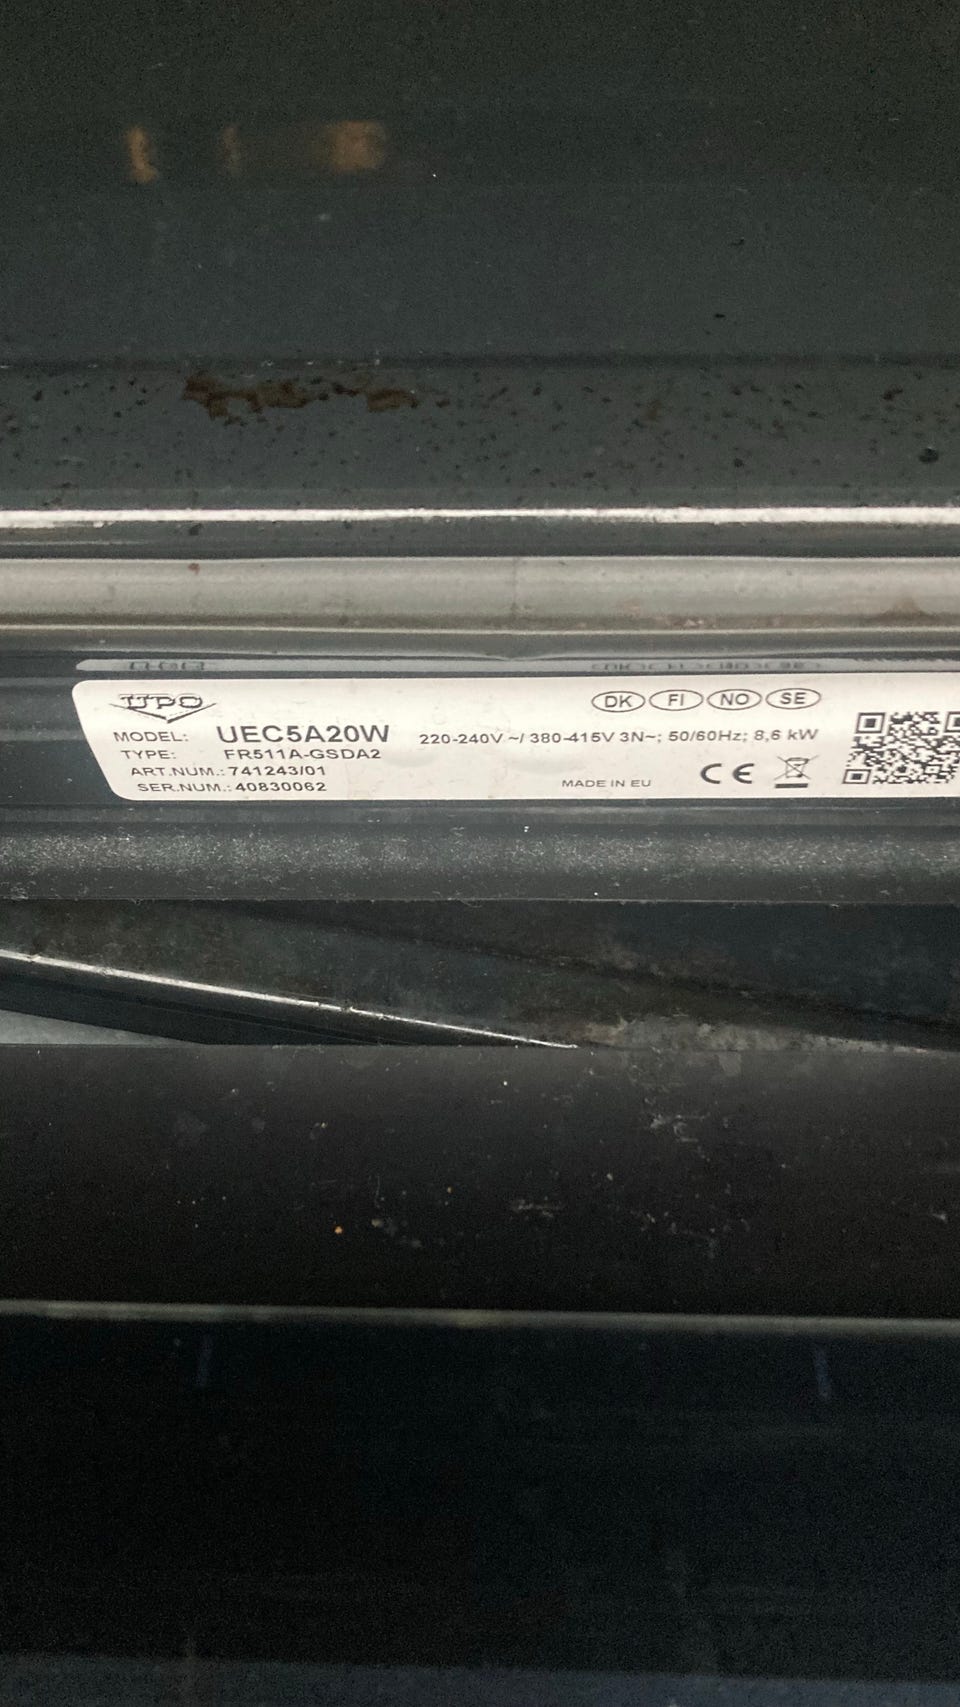 UPO
DK FI NO SE
MODEL: UEC5A20W
220-240V ~/ 380-415V 3N~; 50/60Hz; 8,6 kW
TYPE: FR511A-GSDA2
ART.NUM.: 741243/01
SER.NUM.: 40830062
MADE IN EU
CE